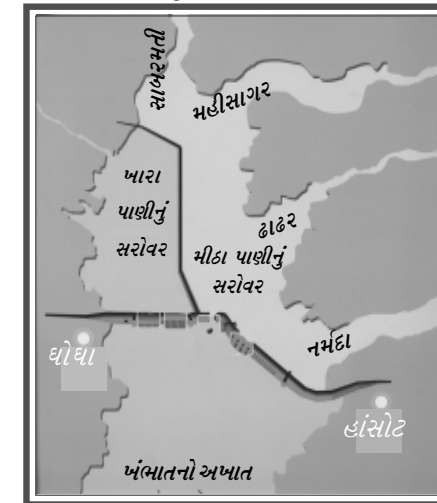 સાબરમતી
મહીસાગર
ખારા
પાણીનું
સરોવર
ઢાઢર
મીઠા પાણીનું
સરોવર
નર્મદા
ઘોઘા
હાંસોટ
ખંભાતનો અખાત